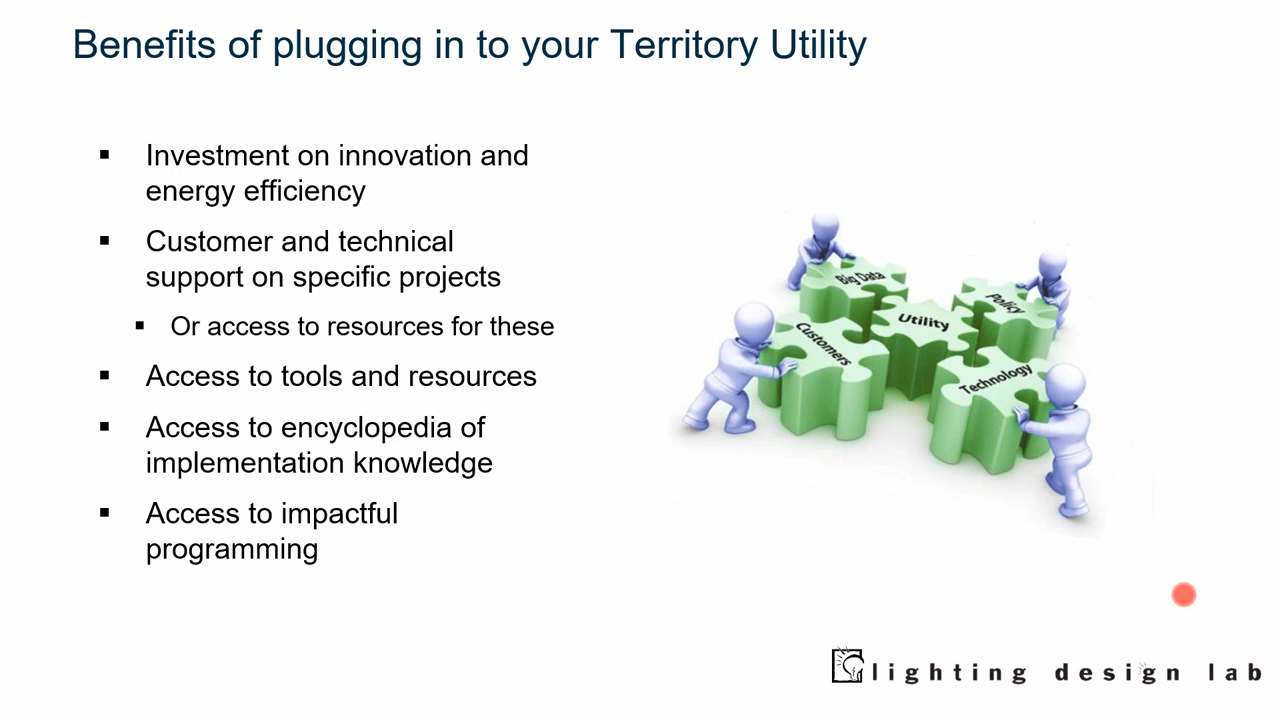 Benefits of plugging in to your Territory Utility
▪ Investment on innovation and
energy efficiency
▪ Customer and technical
support on specific projects
▪ Or access to resources for these
▪ Access to tools and resources
▪ Access to encyclopedia of
implementation knowledge
▪ Access to impactful
programming
Big Data
Policy
Utility
Customers
Technology
lighting design lab